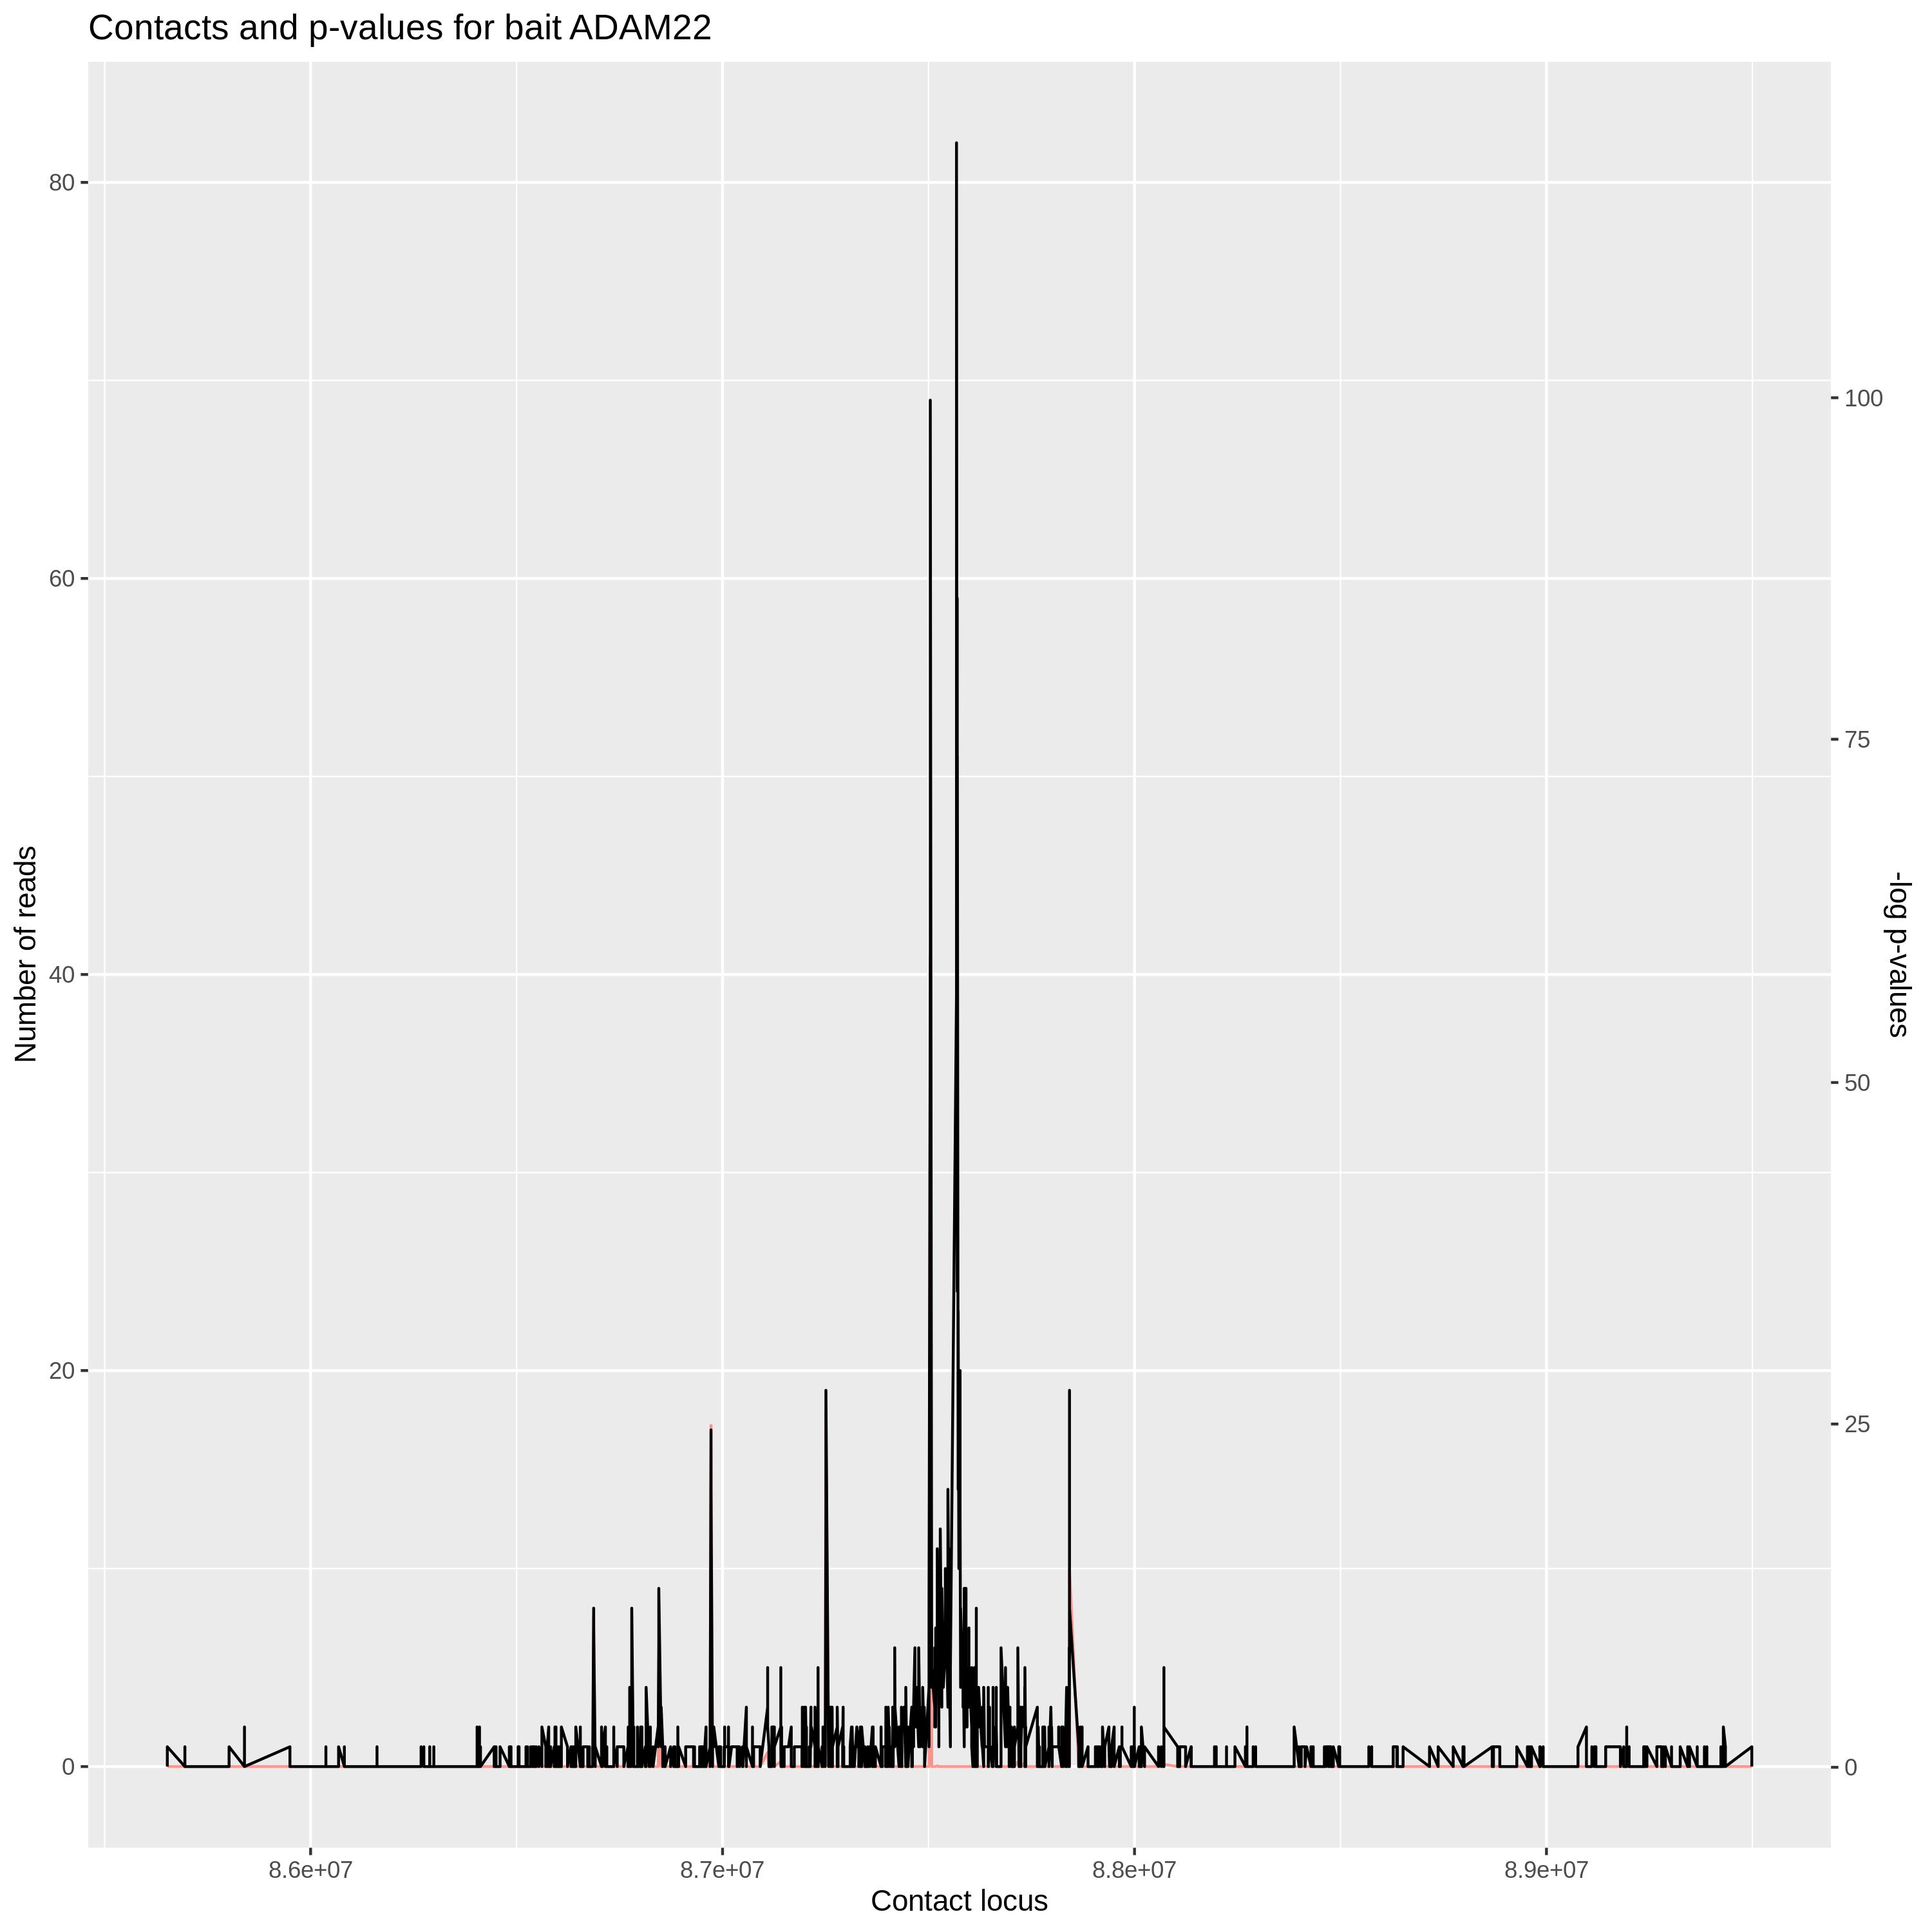 Contacts and p-values for bait ADAM22
80
60
40
20
0
Number of reads
100
75
50
25
0
-log p-values
8.6e+07 8.7e+07 8.8e+07 8.9e+07
Contact locus